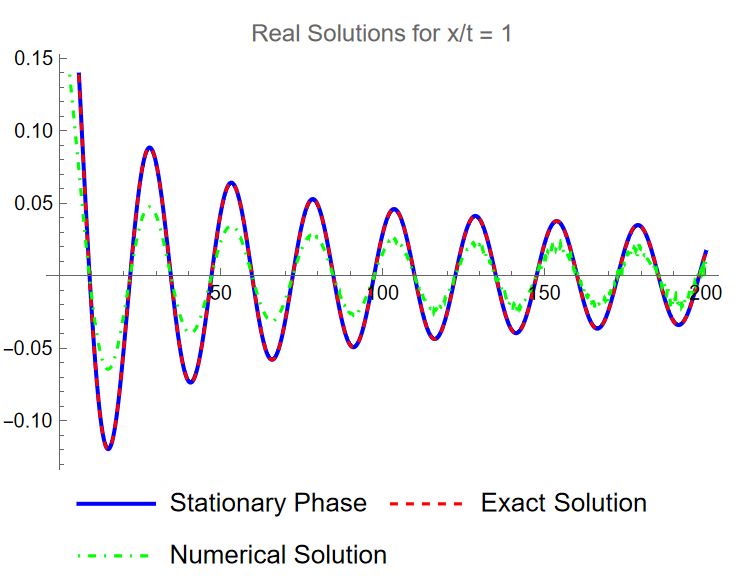 Real Solutions for x/t = 1
0.15
0.10
0.05
50 100 150 200
−0.05
−0.10
Stationary Phase Exact Solution
Numerical Solution